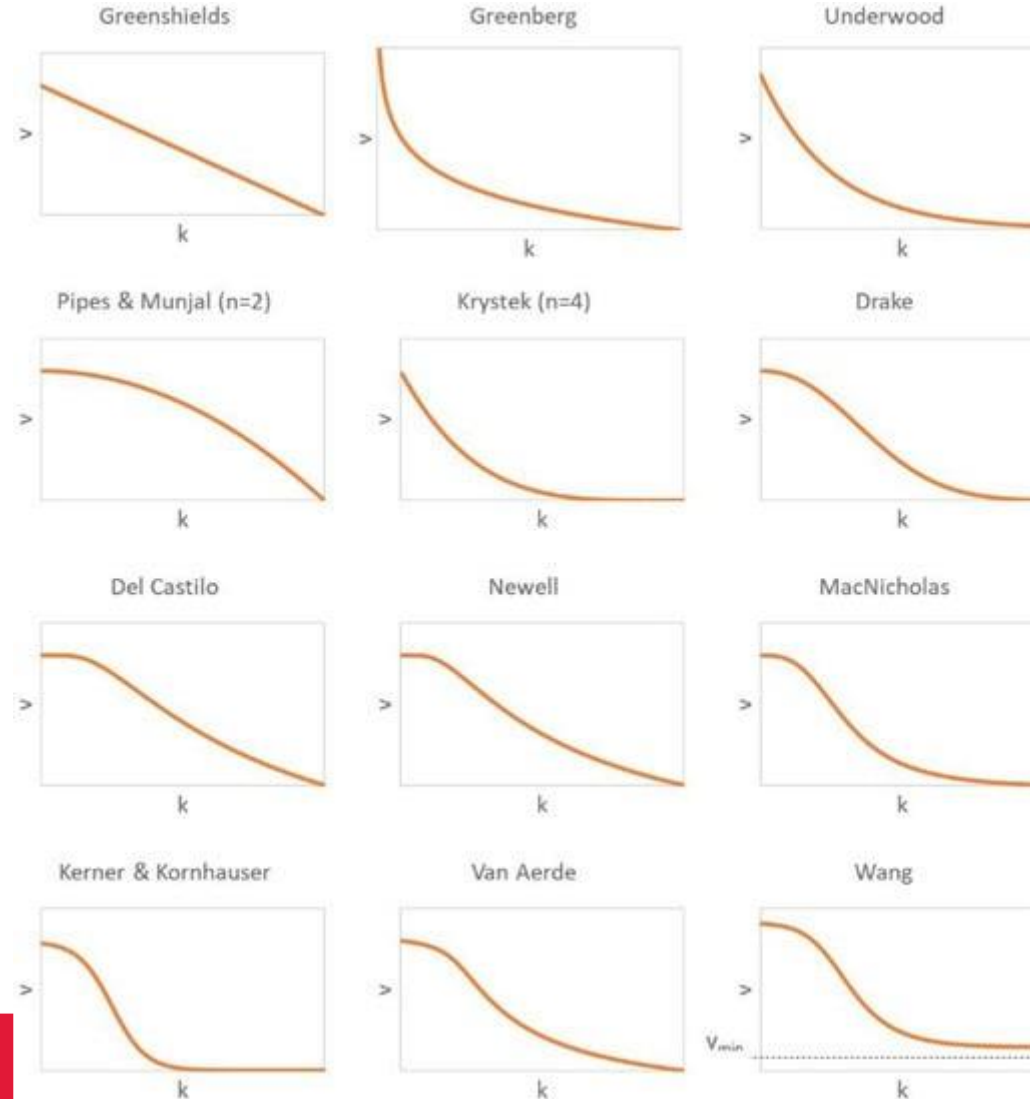 Greenshields
Greenberg
Underwood
v
v
v
k
k
k
Pipes & Munjal (n=2)
Krystek (n=4)
Drake
v
v
v
k
k
k
Del Castilo
Newell
MacNicholas
v
v
v
k
k
k
Kerner & Kornhauser
Van Aerde
Wang
v
v
v
Vmin
k
k
k